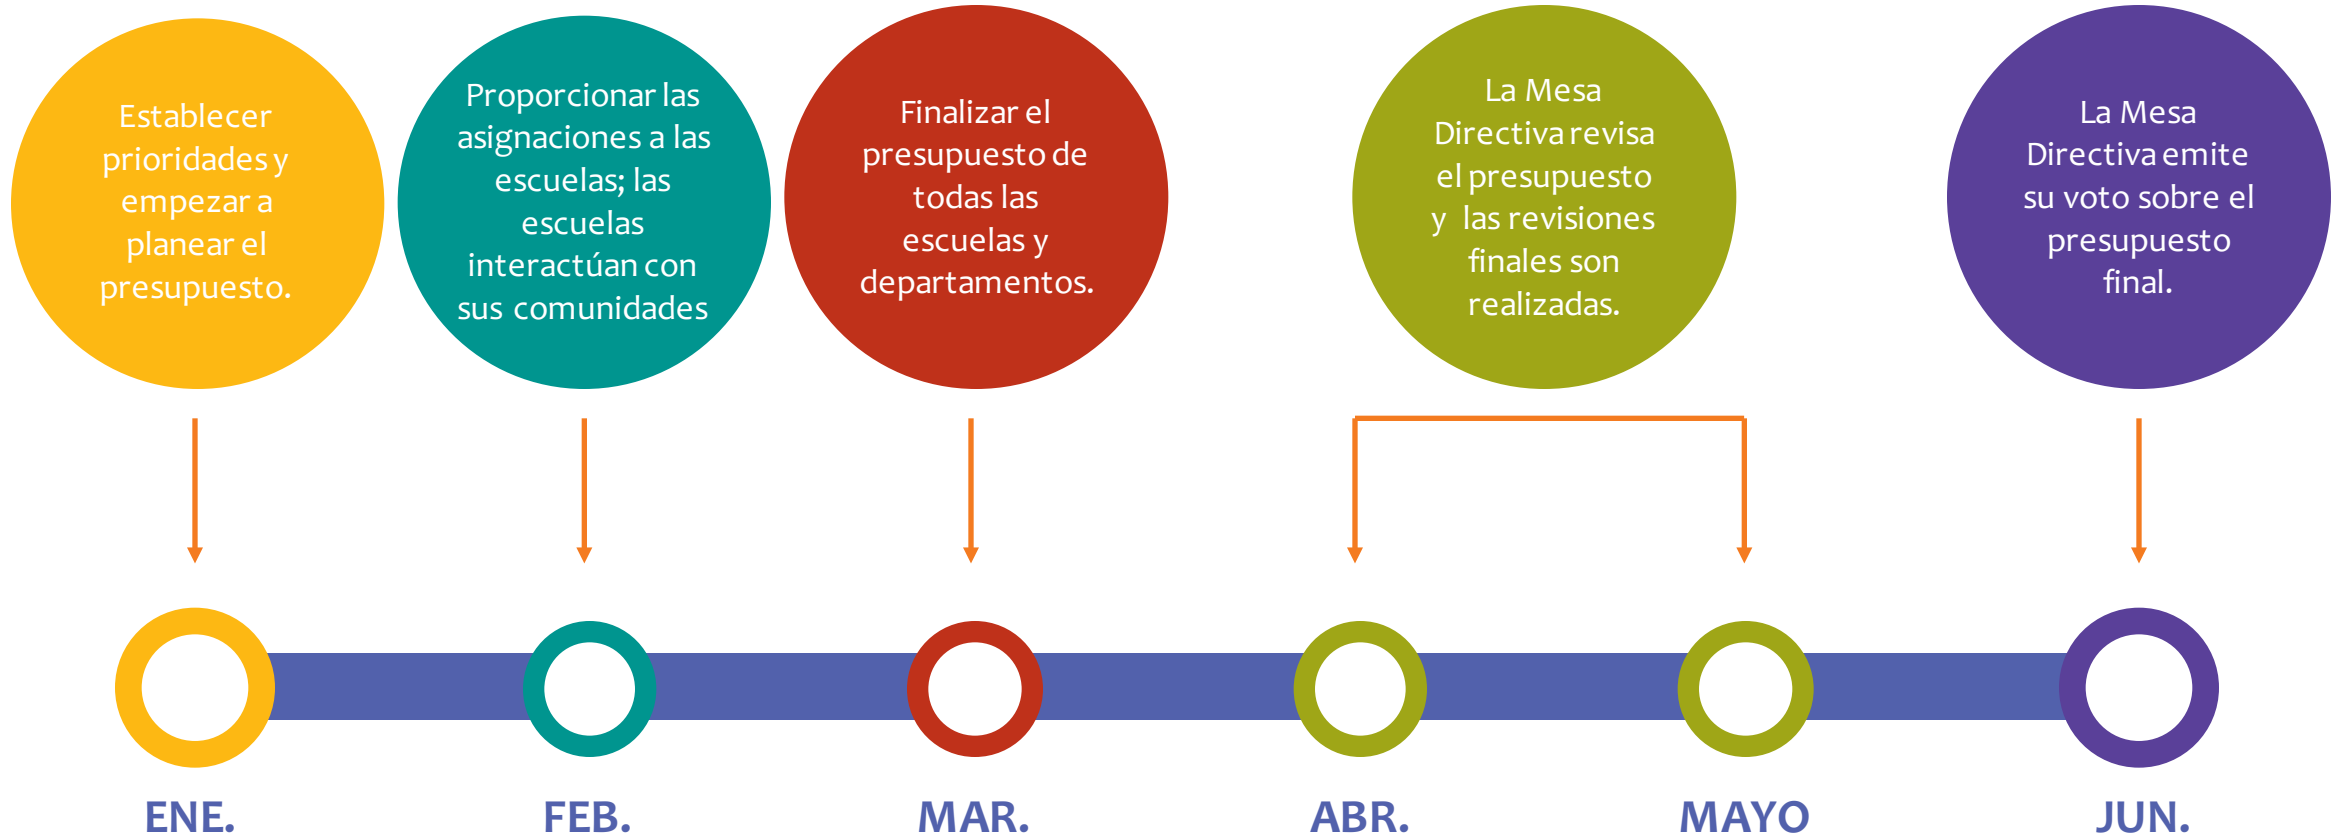 Establecer
prioridades y
empezar a
planear el
presupuesto.
Proporcionar las
asignaciones a las
escuelas; las
escuelas
interactúan con
sus comunidades
Finalizar el
presupuesto de
todas las
escuelas y
departamentos.
La Mesa
Directiva revisa
el presupuesto
y las revisiones
finales son
realizadas.
La Mesa
Directiva emite
su voto sobre el
presupuesto
final.
ENE.
FEB.
MAR.
ABR.
MAYO
JUN.